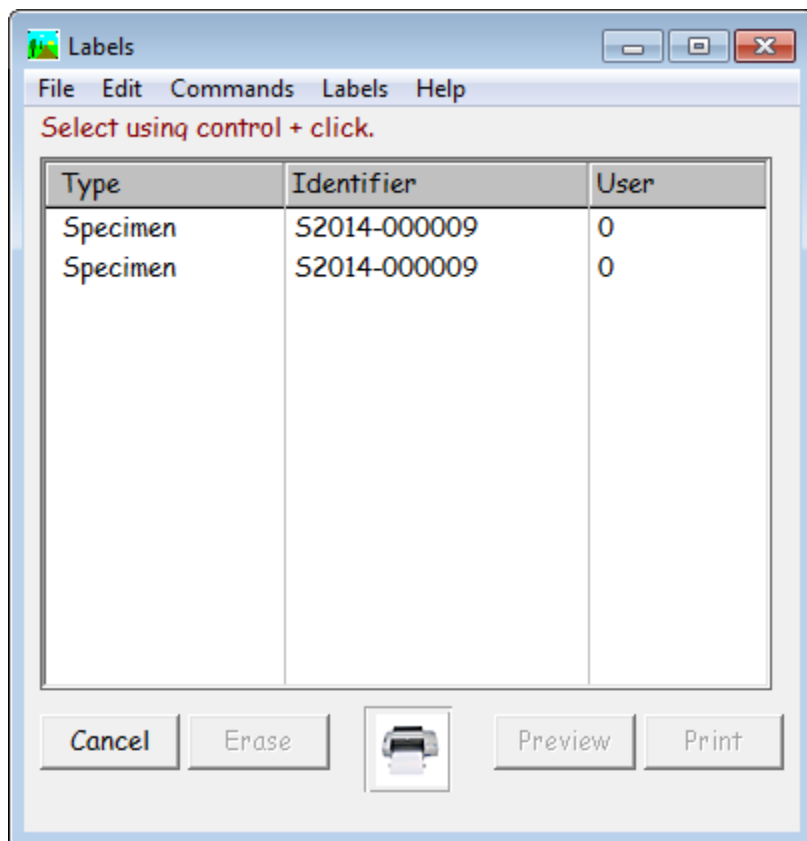 Labels
File Edit Commands Labels Help
Select using control + click.
Type Identifier User
Specimen S2014-000009 0
Specimen S2014-000009 0
Cancel Erase Preview Print